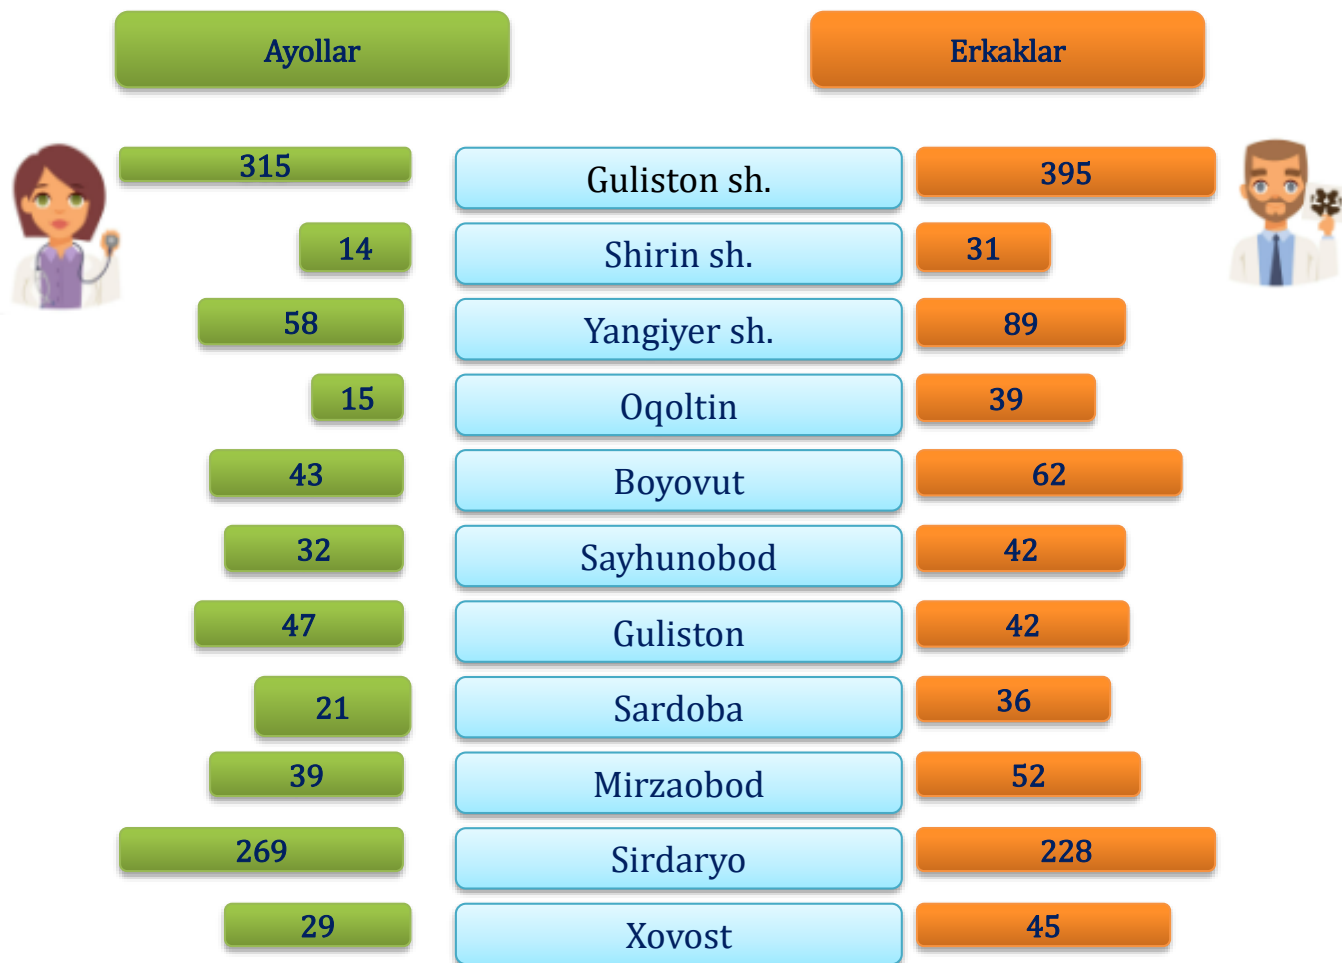 Ayollar Erkaklar
315 Guliston sh. 395
14 Shirin sh. 31
58 Yangiyer sh. 89
15 Oqoltin 39
43 Boyovut 62
32 Sayhunobod 42
47 Guliston 42
21 Sardoba 36
39 Mirzaobod 52
269 Sirdaryo 228
29 Xovost 45